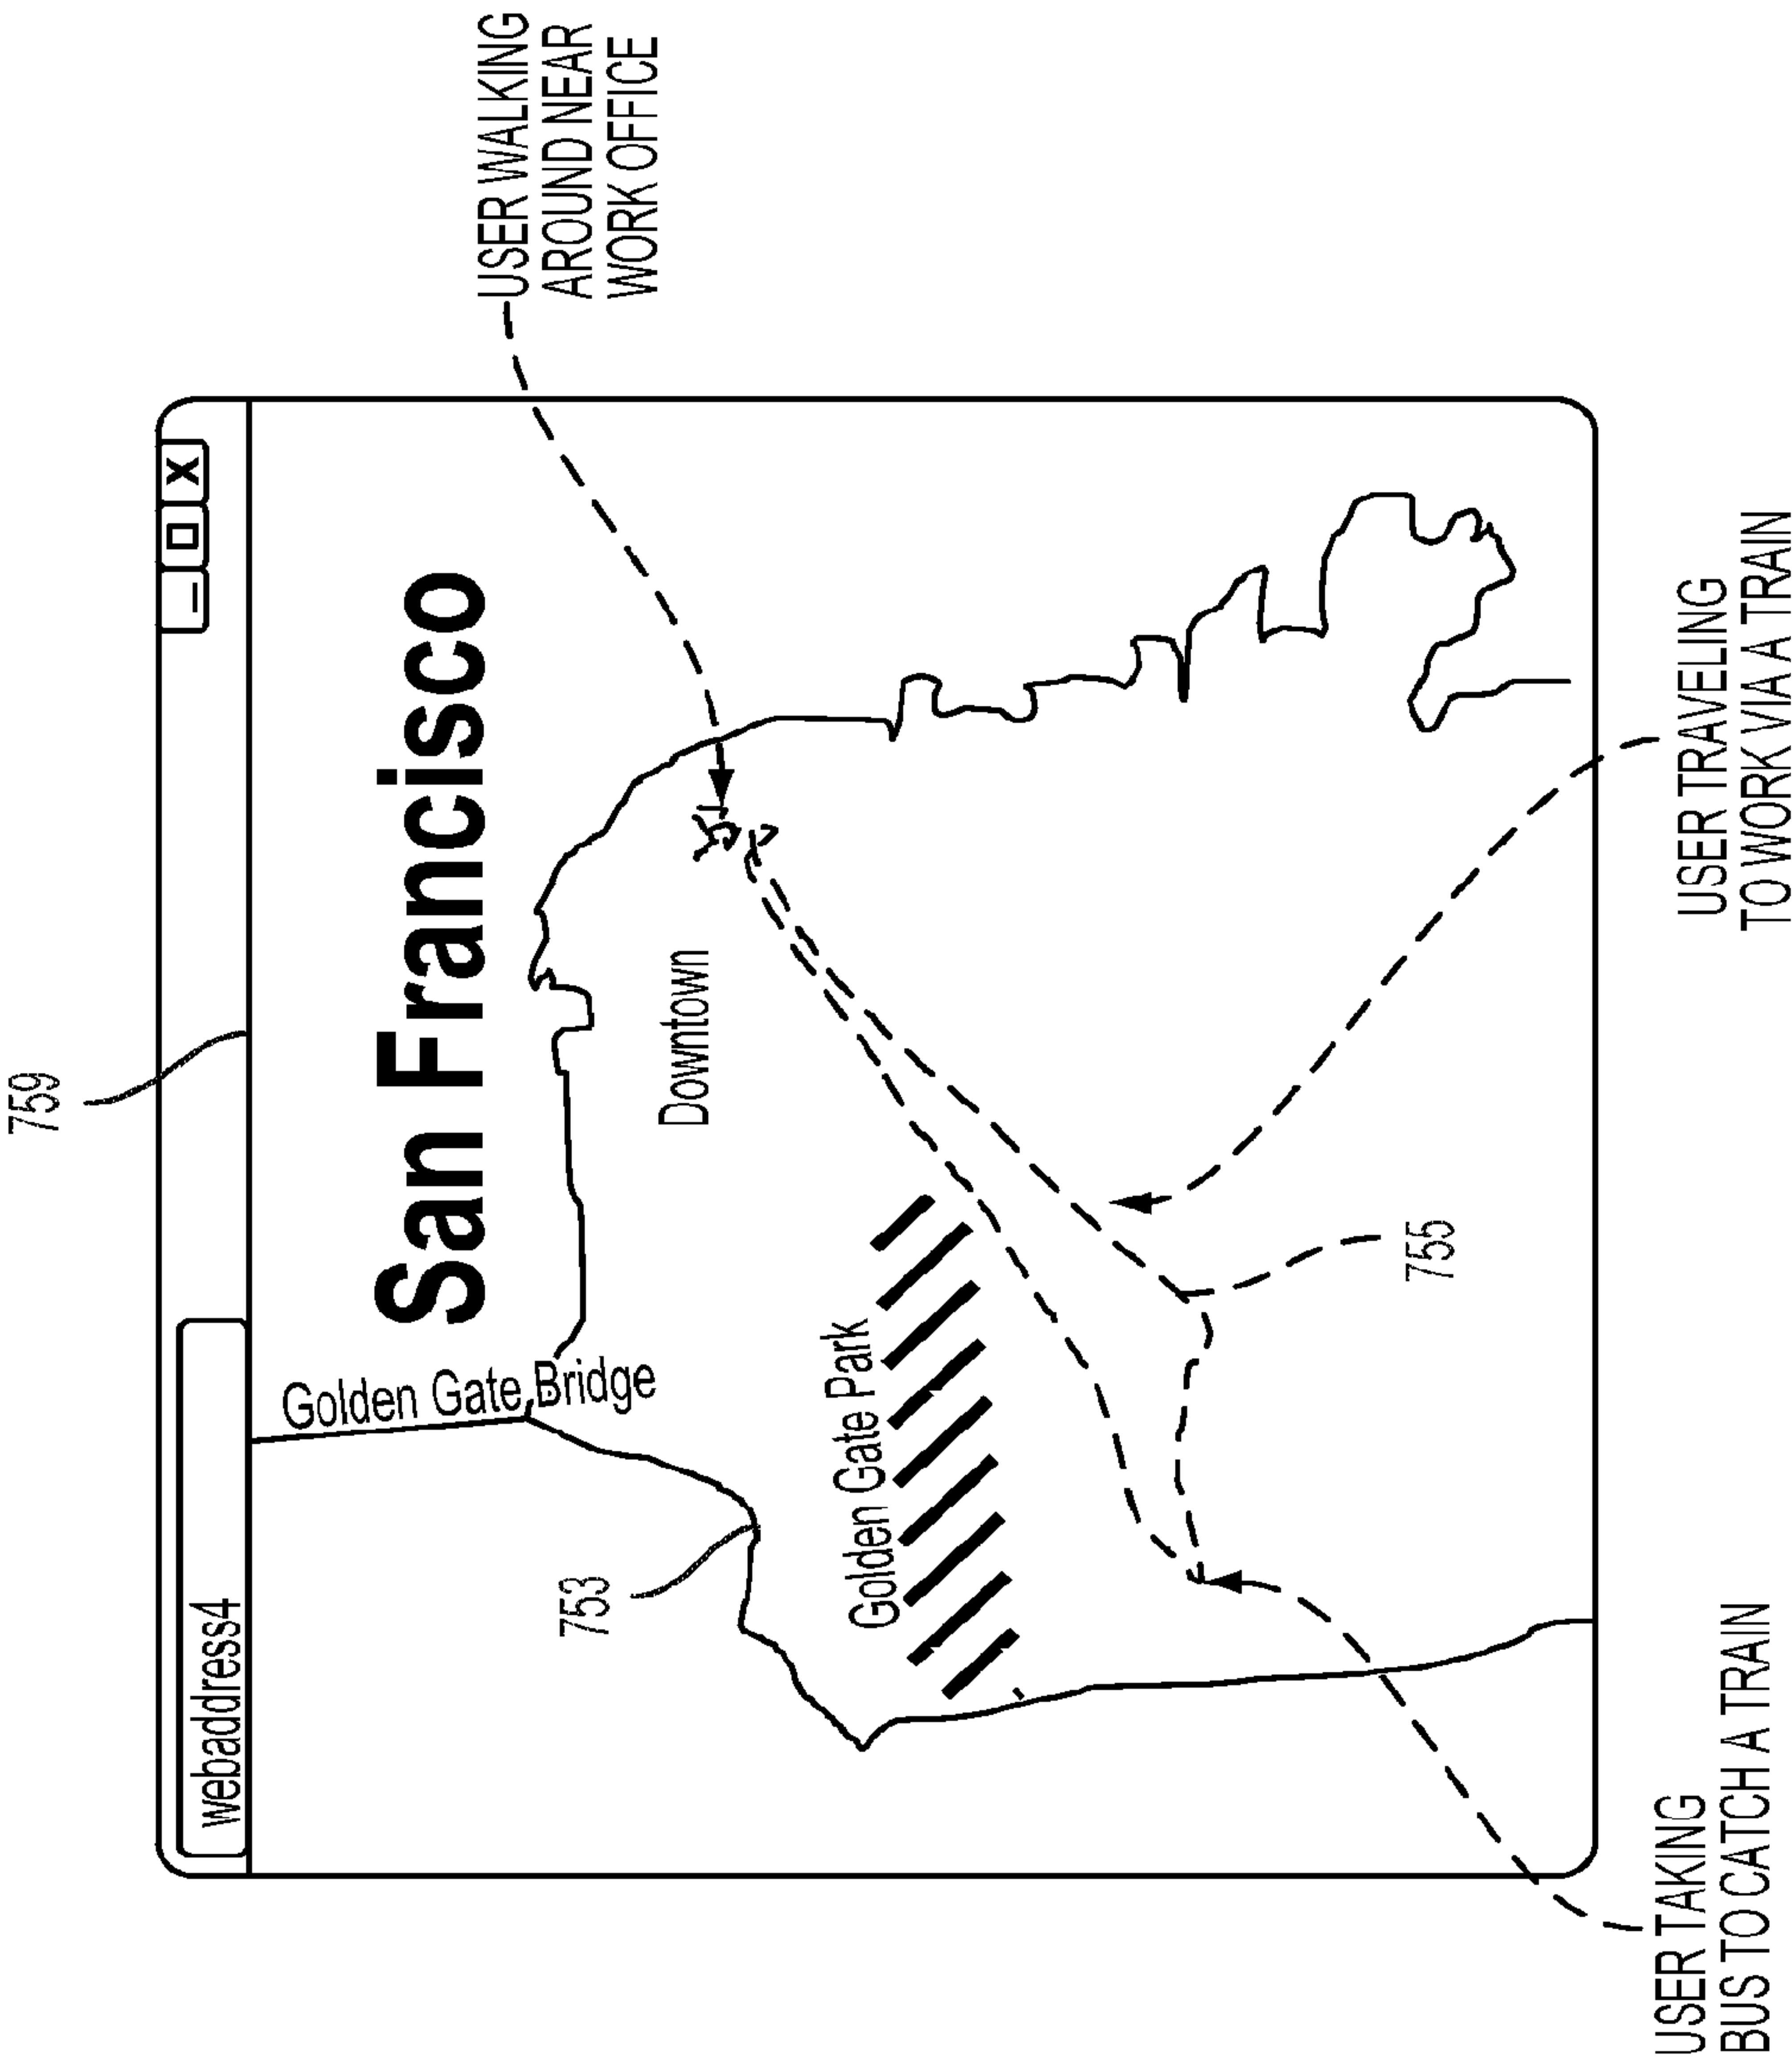 759
webaddress4
San Francisco
Golden Gate Bridge
USER WALKING
AROUND NEAR
WORK OFFICE
753
Downtown
Golden Gate Park
755
USER TAKING
BUS TO CATCH A TRAIN
USER TRAVELING
TO WORK VIA A TRAIN